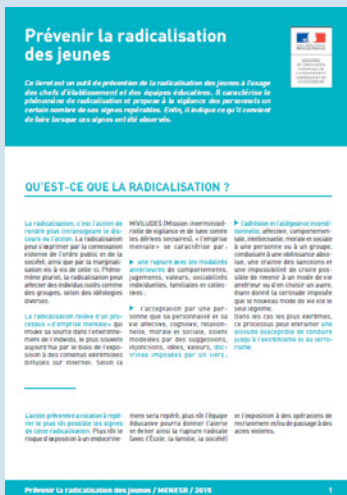 Prévenir la radicalisation
des jeunes
Ce livret est un outil de prévention de la radicalisation des jeunes à l'usage
des chefs d'établissement et des équipes éducatives. Il caractérise le
phénomène de radicalisation et propose à la vigilance des personnels un
certain nombre de ses signes repérables. Enfin, il indique ce qu'il convient
de faire lorsque ces signes ont été observés.
QU'EST-CE QUE LA RADICALISATION ?
La radicalisation, c'est l'action de
rendre plus intransigeant le dis-
cours ou l'action. La radicalisation
peut s'exprimer par la contestation
violente de l'ordre public et de la
société, ainsi que par la marginali-
sation vis-à-vis de celle-ci. Phéno-
mène pluriel, la radicalisation peut
affecter des individus isolés comme
des groupes, selon des idéologies
diverses.
La radicalisation relève d'un pro-
cessus « d'emprise mentale » qui
trouve sa source dans l'environne-
ment de l'individu, le plus souvent
aujourd'hui par le biais de l'expo-
sition à des contenus extrémistes
diffusés sur Internet. Selon la
MIVILUDES (Mission interminist-
érielle de vigilance et de lutte contre
les dérives sectaires), « l'emprise
mentale » se caractérise par :
▶ une rupture avec les modalités
antérieures de comportements,
jugements, valeurs, sociabilités
individuelles, familiales et collec-
tives ;
▶ l'acceptation par une per-
sonne que sa personnalité et sa
vie affective, cognitive, relation-
nelle, morale et sociale, soient
modelées par des suggestions,
injonctions, idées, valeurs, doc-
trines imposées par un tiers ;
▶ l'adhésion et l'allégeance incondi-
tionnelle, affective, comportemen-
tale, intellectuelle, morale et sociale
à une personne ou à un groupe,
conduisant à une obéissance abso-
lue, une crainte des sanctions et
une impossibilité de croire pos-
sible de revenir à un mode de vie
antérieur ou d'en choisir un autre,
étant donné la certitude imposée
que le nouveau mode de vie est le
seul légitime.
Dans les cas les plus extrêmes,
ce processus peut entraîner une
attitude susceptible de conduire
jusqu'à l'extrémisme et au terro-
risme.
L'action préventive a vocation à repé-
rer le plus tôt possible les signes
de cette radicalisation. Plus tôt le
risque d'exposition à un endoctrine-
ment sera repéré, plus tôt l'équipe
éducative pourra donner l'alerte
et éviter ainsi la rupture radicale
(avec l'École, la famille, la société)
et l'exposition à des opérations de
recrutement et/ou de passage à des
actes violents.
Prévenir la radicalisation des jeunes / MENESR / 2015 1